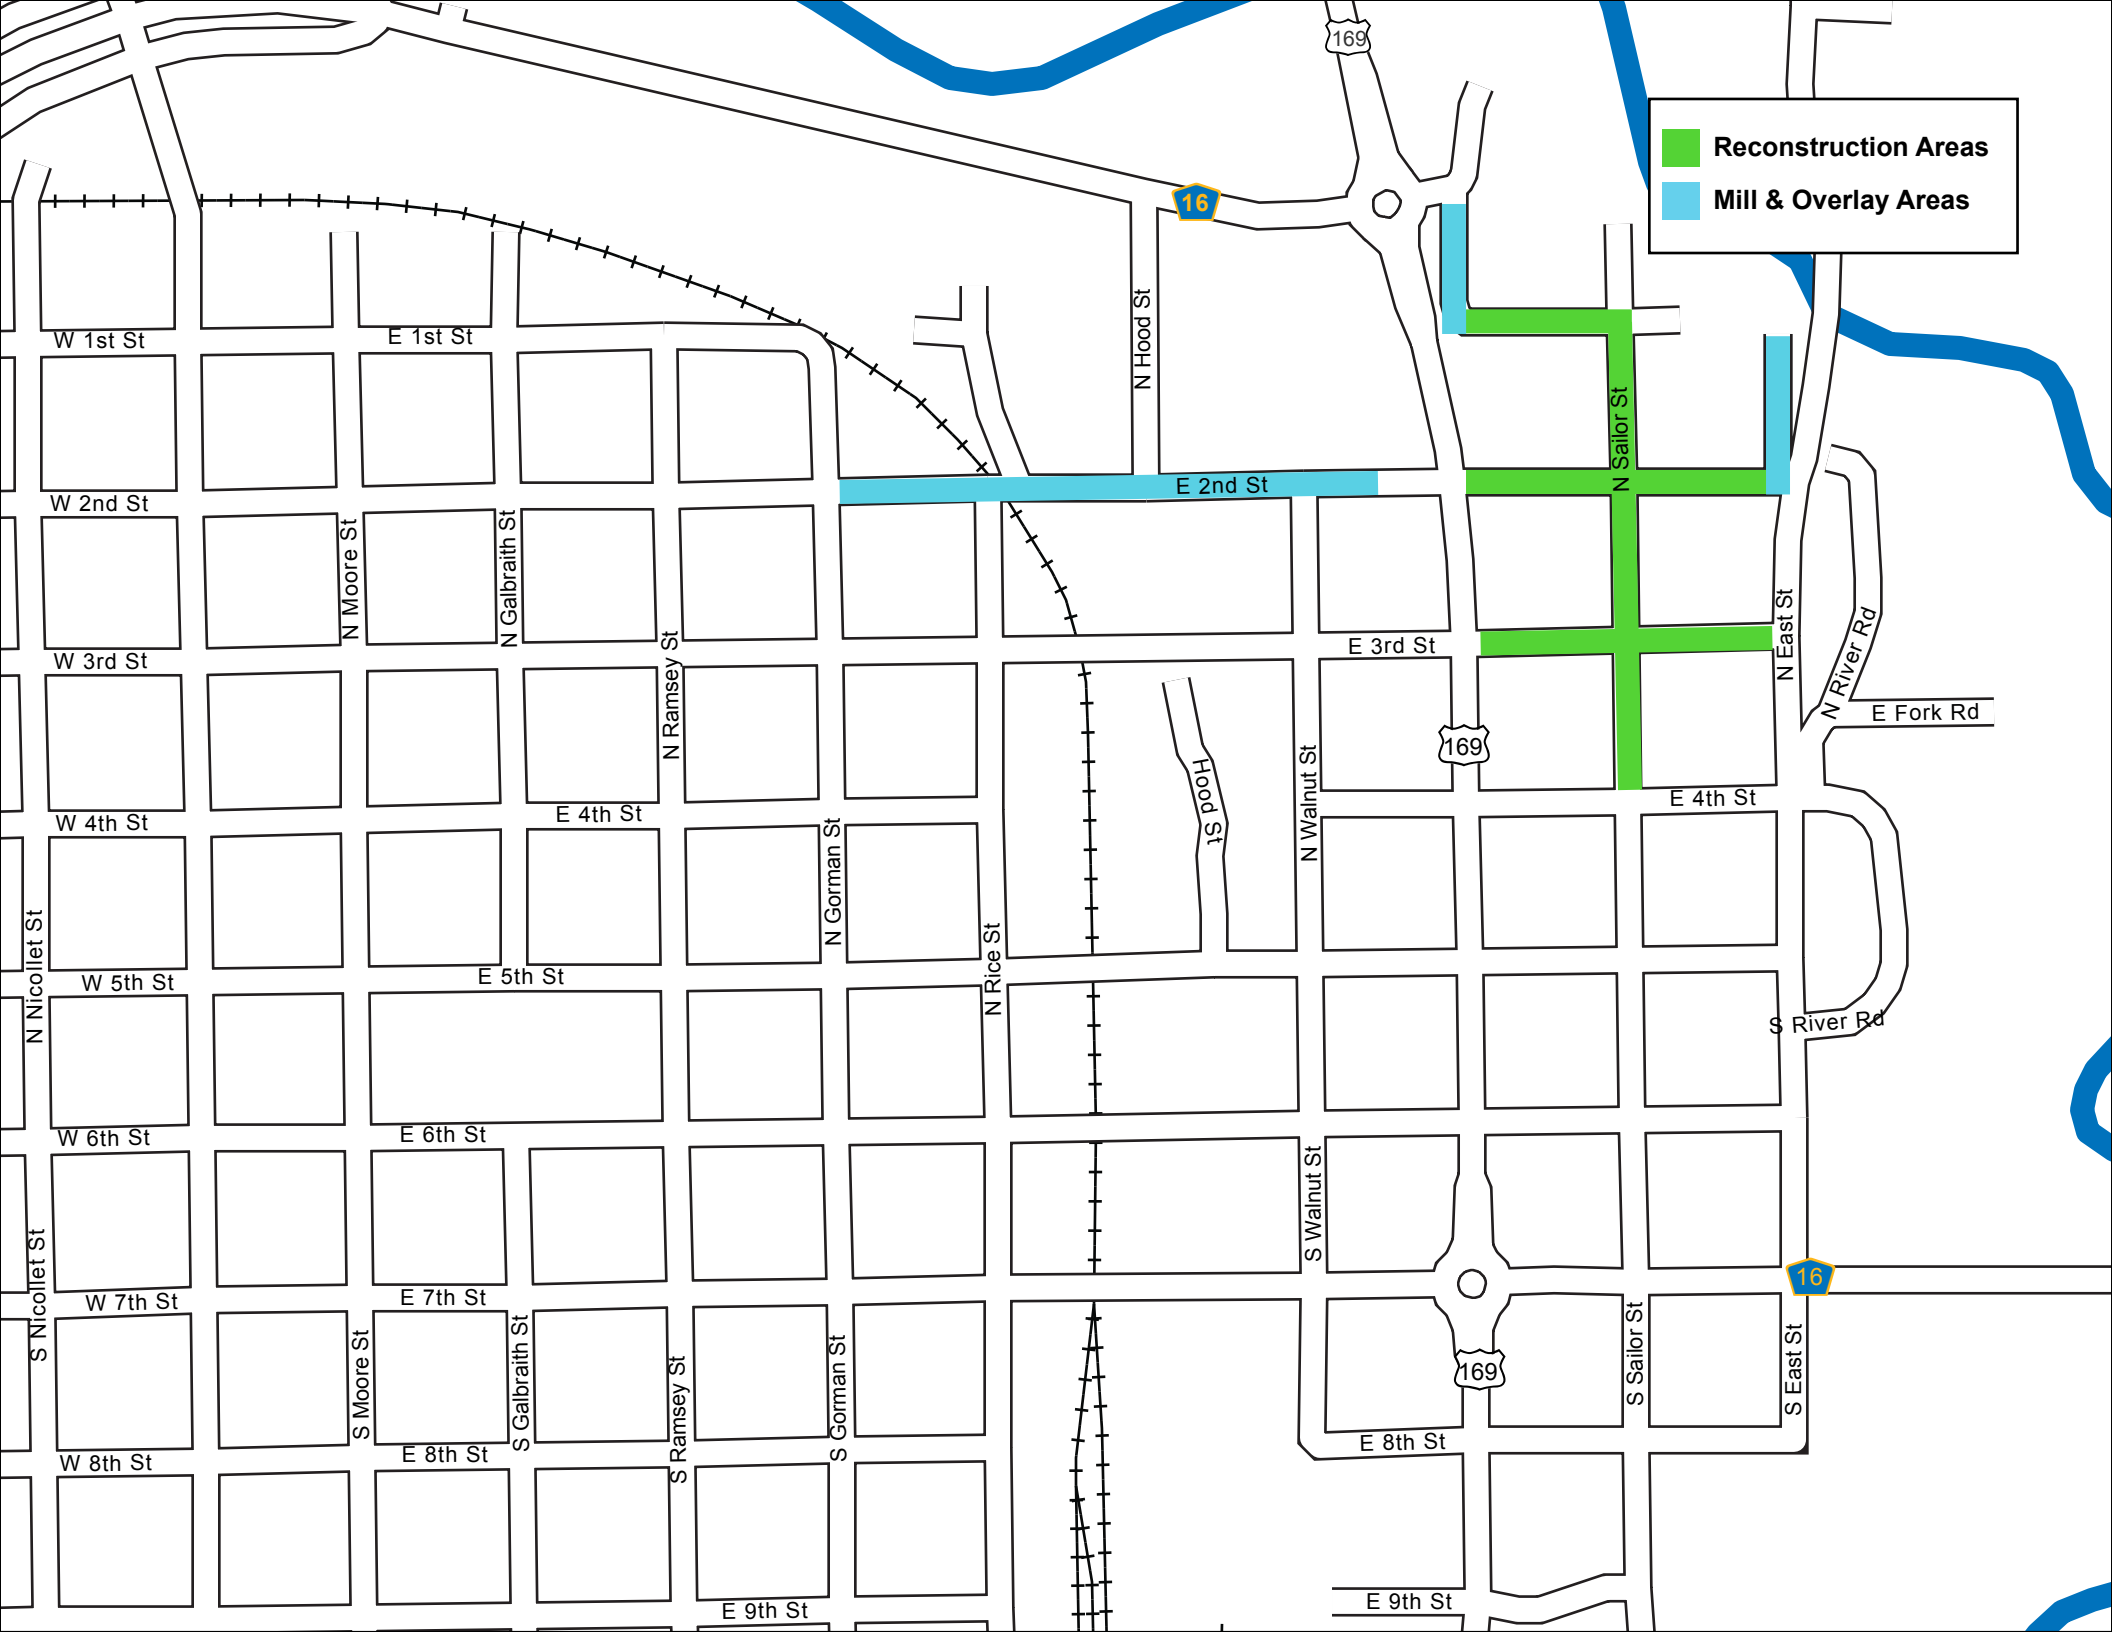 169
Reconstruction Areas
Mill & Overlay Areas
16
W 1st St
E 1st St
N Hood St
N Sailor St
E 2nd St
W 2nd St
N Moore St
N Galbraith St
N Ramsey St
E 3rd St
W 3rd St
N East St
N River Rd
E Fork Rd
169
Hood St
N Walnut St
E 4th St
E 4th St
W 4th St
N Gorman St
N Nicollet St
N Rice St
E 5th St
W 5th St
S River Rd
W 6th St
E 6th St
S Walnut St
S Nicollet St
16
W 7th St
E 7th St
S Moore St
S Galbraith St
S Ramsey St
S Gorman St
169
S Sailor St
S East St
E 8th St
E 8th St
W 8th St
E 9th St
E 9th St